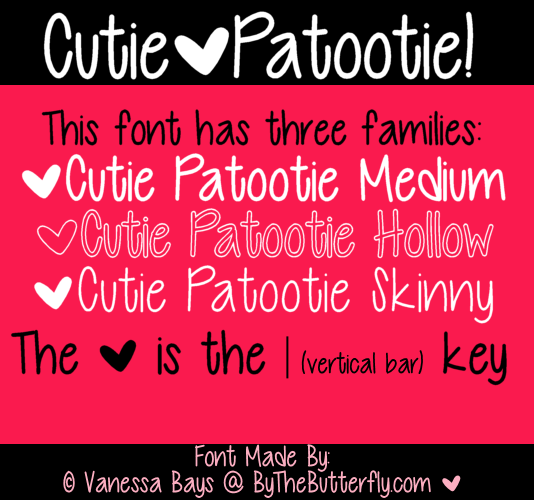 Cutie♥Patootie!
This font has three families:
♥Cutie Patootie Medium
♡Cutie Patootie Hollow
♥Cutie Patootie Skinny
The ♥ is the | (vertical bar) key
Font Made By:
© Vanessa Bays @ ByTheButterfly.com ♥